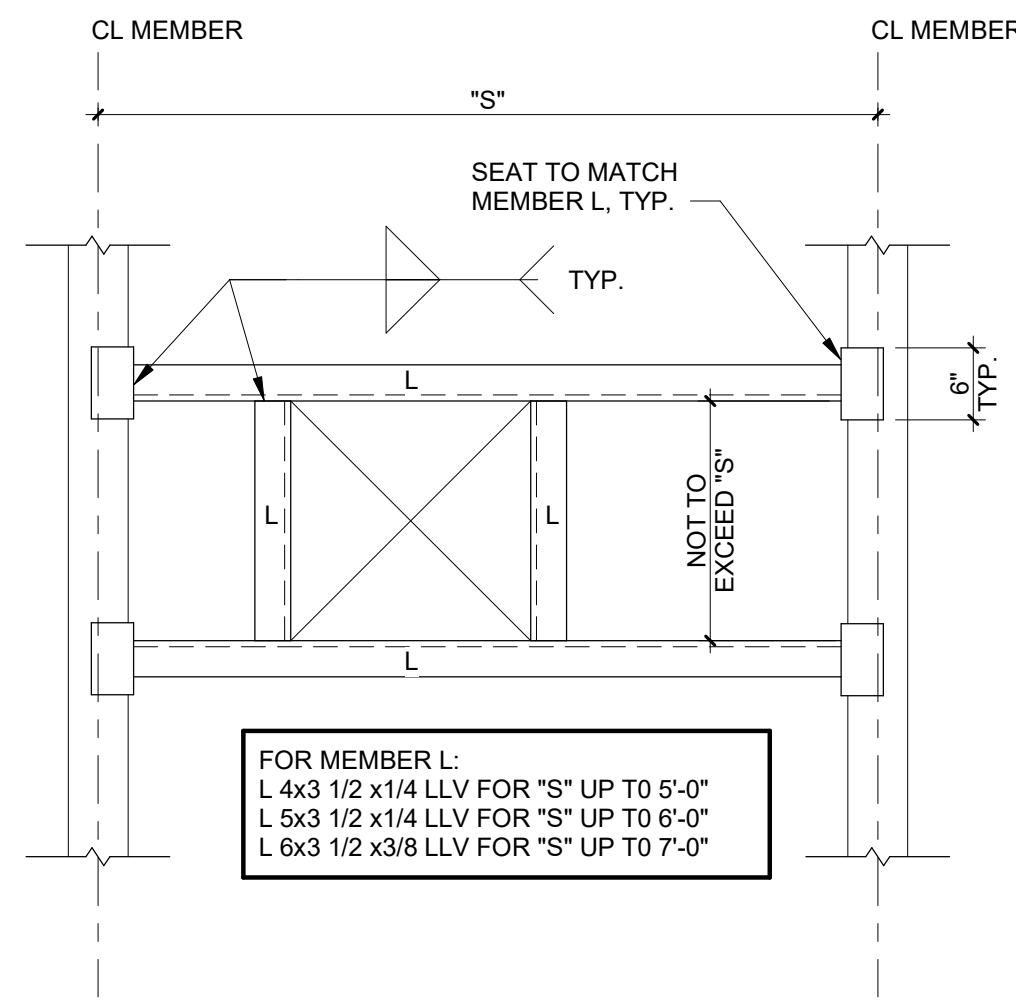 CL MEMBER
CL MEMBER
"S"
SEAT TO MATCH
MEMBER L, TYP.
TYP.
L
6"
TYP.
L
L
NOT TO
EXCEED "S"
L
FOR MEMBER L:
L 4x3 1/2 x1/4 LLV FOR "S" UP T0 5'-0"
L 5x3 1/2 x1/4 LLV FOR "S" UP T0 6'-0"
L 6x3 1/2 x3/8 LLV FOR "S" UP T0 7'-0"